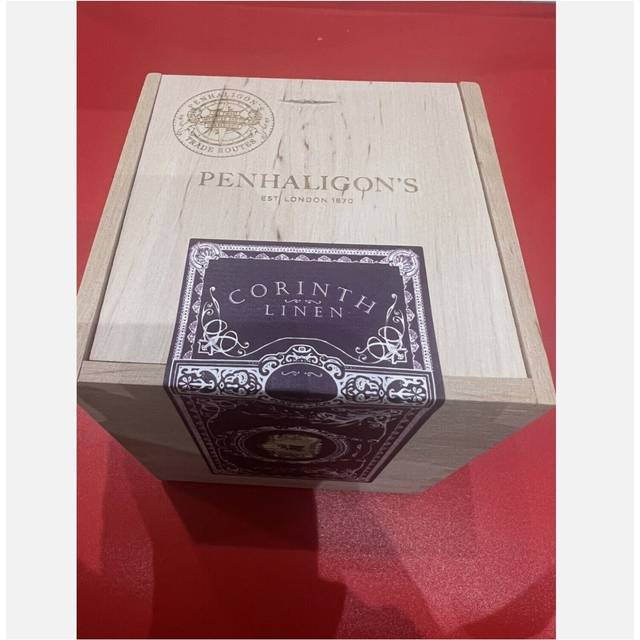 PENHALIGON'S
TRADE ROUTES
PENHALIGON'S
EST. LONDON 1870
CORINTH
LINEN